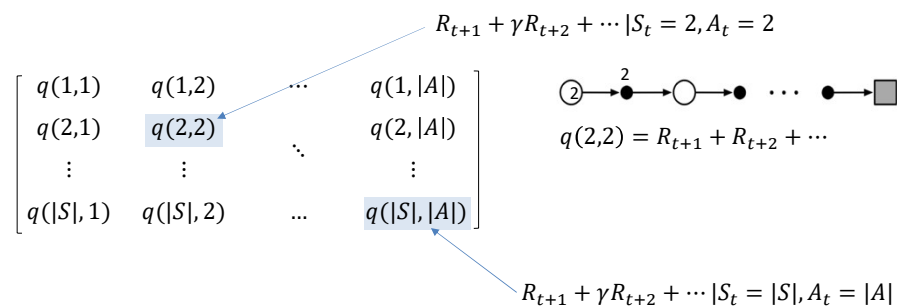 R_{t+1} + γR_{t+2} + ⋯ |S_t = 2, A_t = 2
q(1,1) q(1,2) ⋯ q(1, |A|)
q(2,1) q(2,2) q(2, |A|)
⋮ ⋮ ⋱ ⋮
q(|S|, 1) q(|S|, 2) … q(|S|, |A|)
2
2 ⋯
q(2,2) = R_{t+1} + R_{t+2} + ⋯
R_{t+1} + γR_{t+2} + ⋯ |S_t = |S|, A_t = |A|